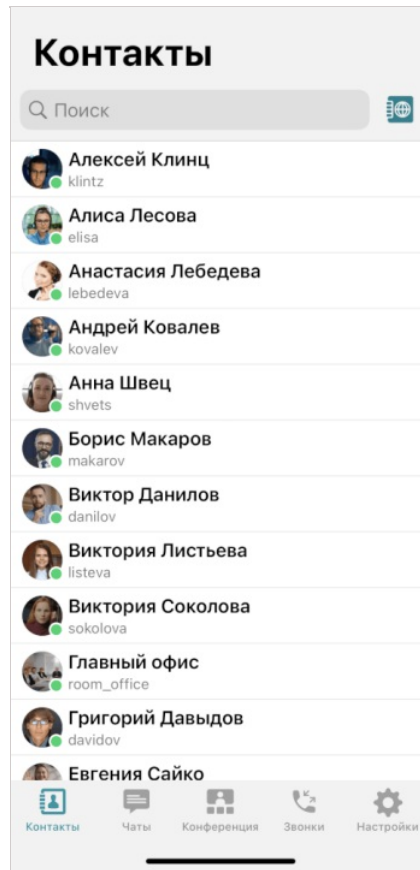 Контакты
Поиск
Алексей Клинц
klintz
Алиса Лесова
elisa
Анастасия Лебедева
lebedeva
Андрей Ковалев
kovalev
Анна Швец
shvets
Борис Макаров
makarov
Виктор Данилов
danilov
Виктория Листьева
listeva
Виктория Соколова
sokolova
Главный офис
room_office
Григорий Давыдов
davidov
Евгения Сайко
Контакты Чаты Конференция Звонки Настройки